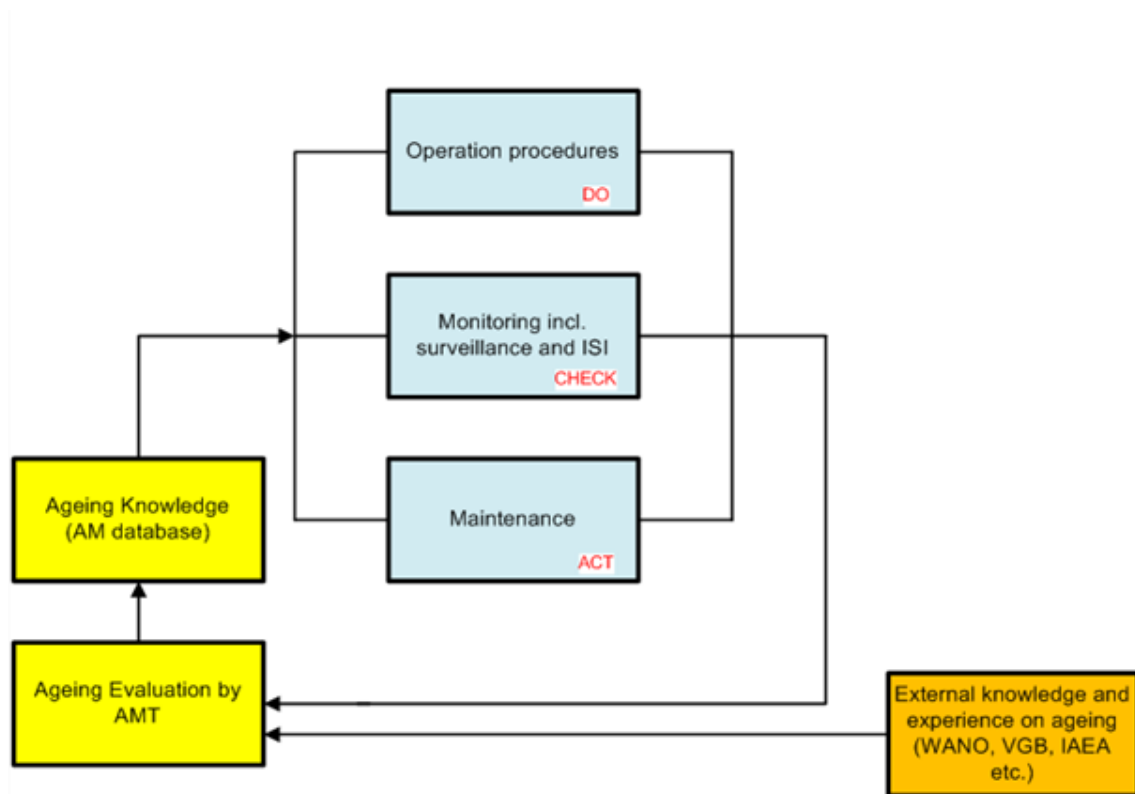 Operation procedures
DO
Monitoring incl.
surveillance and ISI
CHECK
Maintenance
ACT
Ageing Knowledge
(AM database)
Ageing Evaluation by
AMT
External knowledge and
experience on ageing
(WANO, VGB, IAEA
etc.)